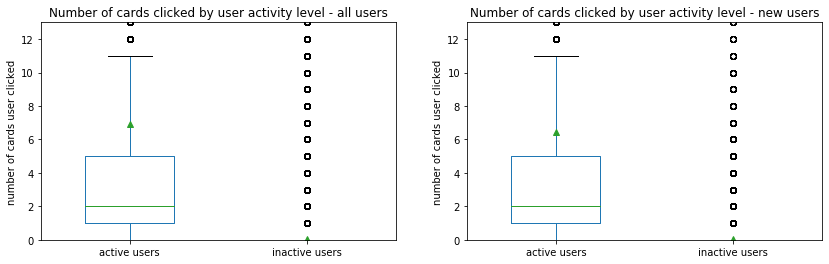 Number of cards clicked by user activity level - all users
number of cards user clicked
12
10
8
6
4
2
0
active users
inactive users
Number of cards clicked by user activity level - new users
number of cards user clicked
12
10
8
6
4
2
0
active users
inactive users